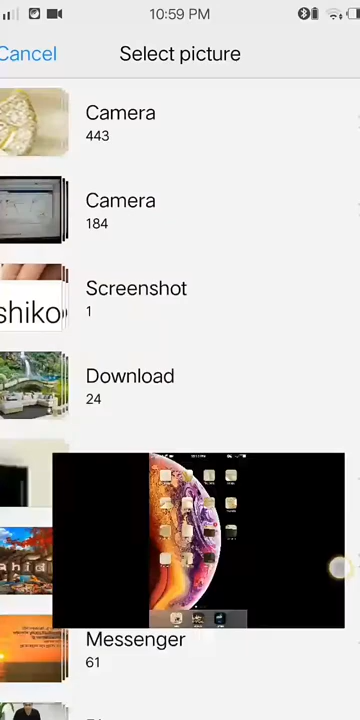 10:59 PM
Cancel
Select picture
Camera
443
Camera
184
shiko
Screenshot
1
Download
24
Messenger
61